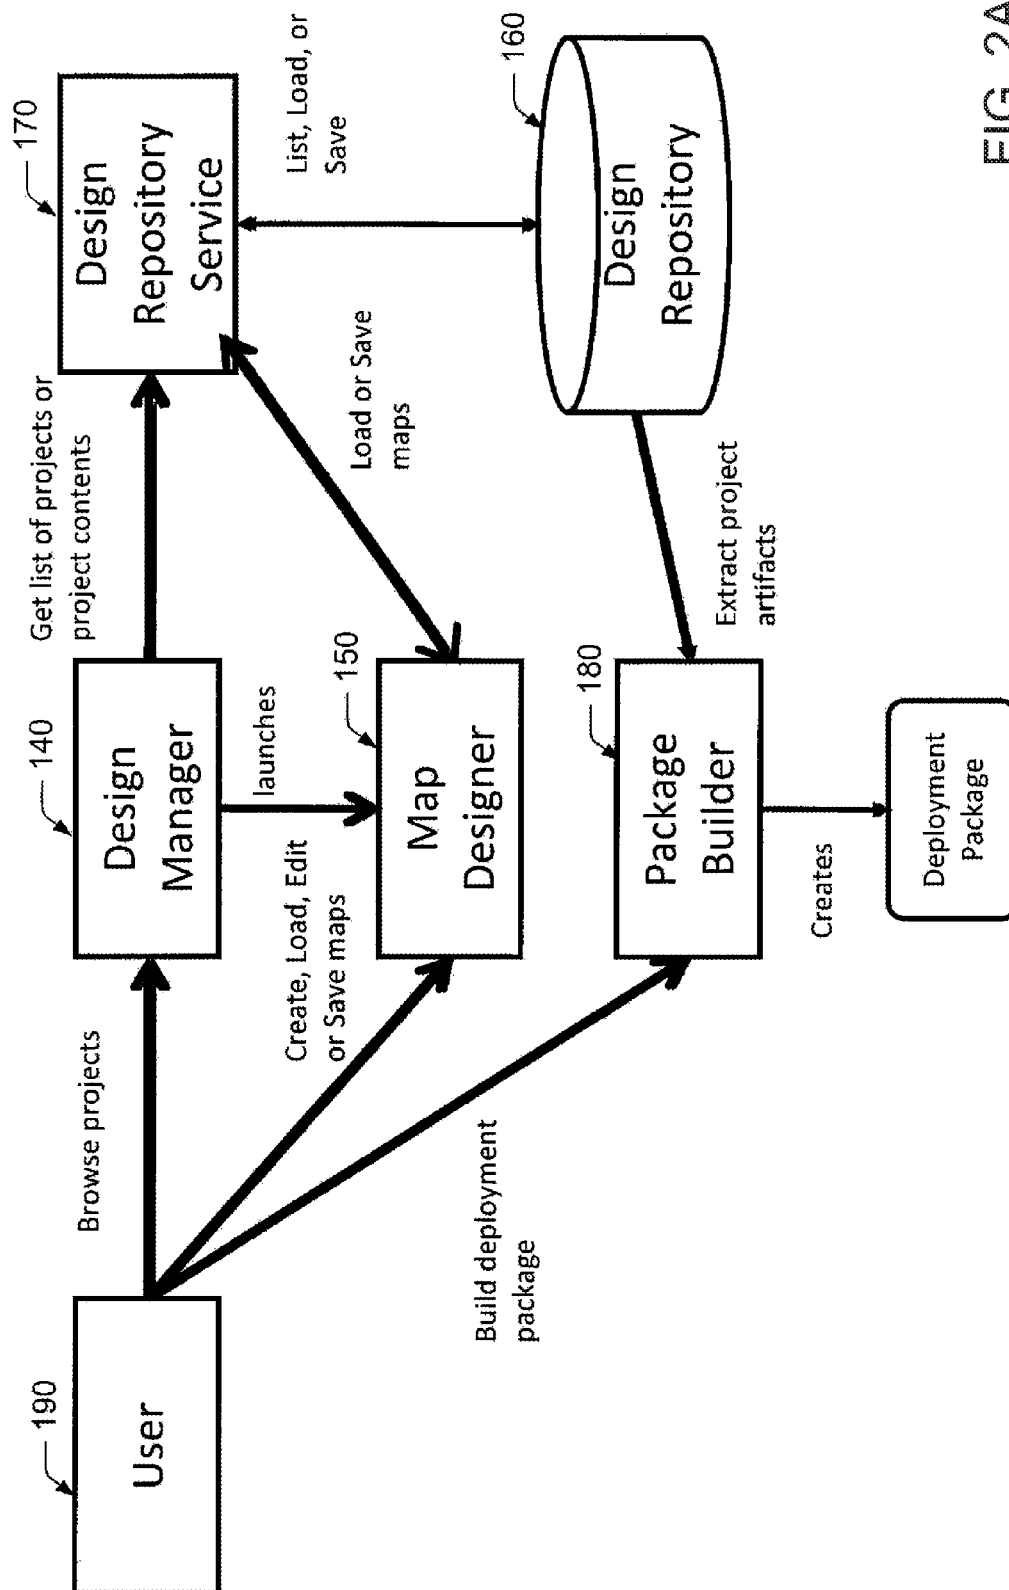 190
User
Browse projects
Create, Load, Edit
or Save maps
Build deployment
package
140
Design
Manager
launches
150
Map
Designer
180
Package
Builder
Creates
Deployment
Package
Get list of projects or
project contents
Load or Save
maps
Extract project
artifacts
170
Design
Repository
Service
List, Load, or
Save
160
Design
Repository
FIG. 2A